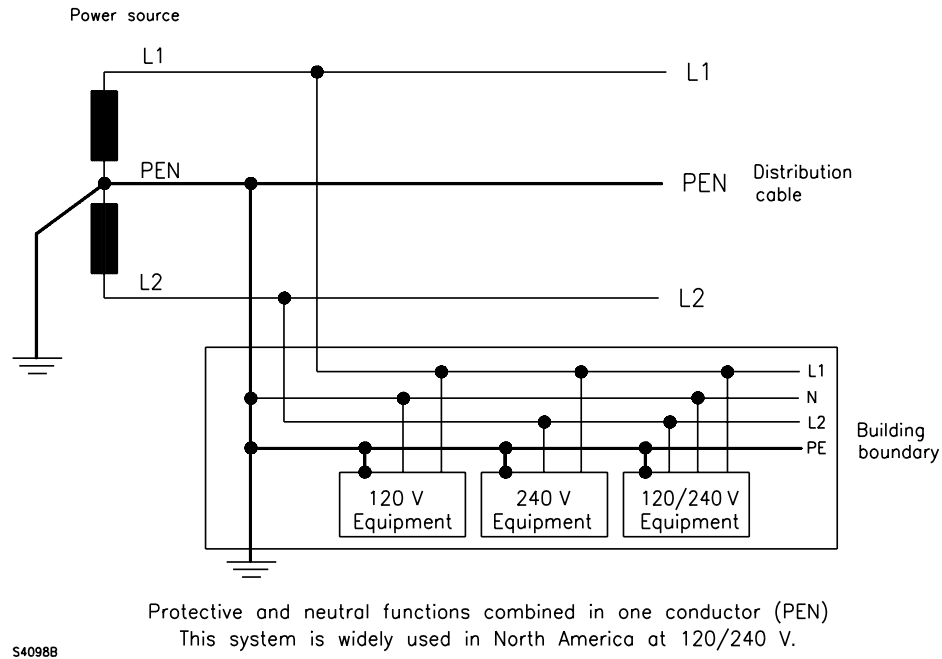 Power source
L1
L1
PEN
PEN
Distribution
cable
L2
L2
L1
N
L2
PE
Building
boundary
120 V
Equipment
240 V
Equipment
120/240 V
Equipment
Protective and neutral functions combined in one conductor (PEN)
This system is widely used in North America at 120/240 V.
S4098B